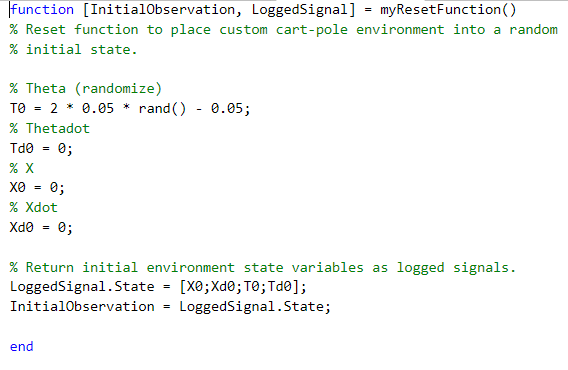 function [InitialObservation, LoggedSignal] = myResetFunction()
% Reset function to place custom cart-pole environment into a random
% initial state.
% Theta (randomize)
T0 = 2 * 0.05 * rand() - 0.05;
% Thetadot
Td0 = 0;
% X
X0 = 0;
% Xdot
Xd0 = 0;
% Return initial environment state variables as logged signals.
LoggedSignal.State = [X0;Xd0;T0;Td0];
InitialObservation = LoggedSignal.State;
end